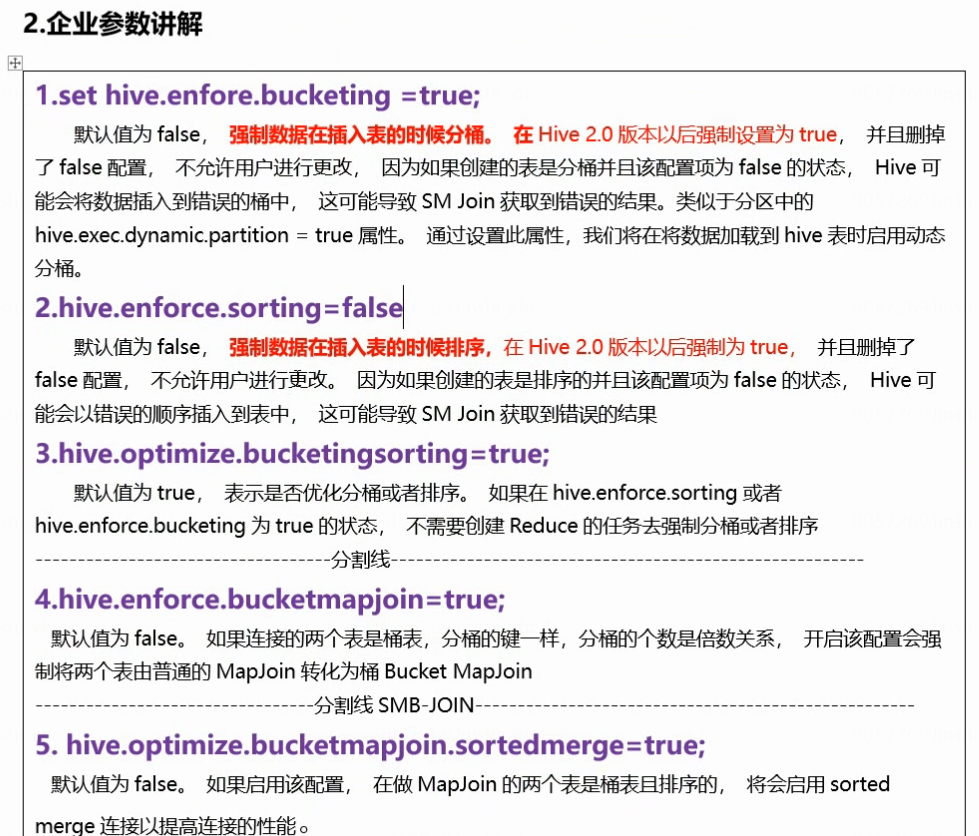 2.企业参数讲解
1.set hive.enfore.bucketing =true;
默认值为 false， 强制数据在插入表的时候分桶。 在 Hive 2.0 版本以后强制设置为 true， 并且删掉
了 false 配置， 不允许用户进行更改， 因为如果创建的表是分桶并且该配置项为 false 的状态， Hive 可
能会将数据插入到错误的桶中， 这可能导致 SM Join 获取到错误的结果。类似于分区中的
hive.exec.dynamic.partition = true 属性。 通过设置此属性，我们将在将数据加载到 hive 表时启用动态
分桶。
2.hive.enforce.sorting=false
默认值为 false， 强制数据在插入表的时候排序，在 Hive 2.0 版本以后强制为 true， 并且删掉了
false 配置， 不允许用户进行更改。 因为如果创建的表是排序的并且该配置项为 false 的状态， Hive 可
能会以错误的顺序插入到表中， 这可能导致 SM Join 获取到错误的结果
3.hive.optimize.bucketingsorting=true;
默认值为 true， 表示是否优化分桶或者排序。 如果在 hive.enforce.sorting 或者
hive.enforce.bucketing 为 true 的状态， 不需要创建 Reduce 的任务去强制分桶或者排序
-----------------------------------分割线--------------------------------------------------------
4.hive.enforce.bucketmapjoin=true;
默认值为 false。 如果连接的两个表是桶表，分桶的键一样，分桶的个数是倍数关系， 开启该配置会强
制将两个表由普通的 MapJoin 转化为桶 Bucket MapJoin
---------------------------------分割线 SMB-JOIN----------------------------------------------------
5. hive.optimize.bucketmapjoin.sortedmerge=true;
默认值为 false。 如果启用该配置， 在做 MapJoin 的两个表是桶表且排序的， 将会启用 sorted
merge 连接以提高连接的性能。